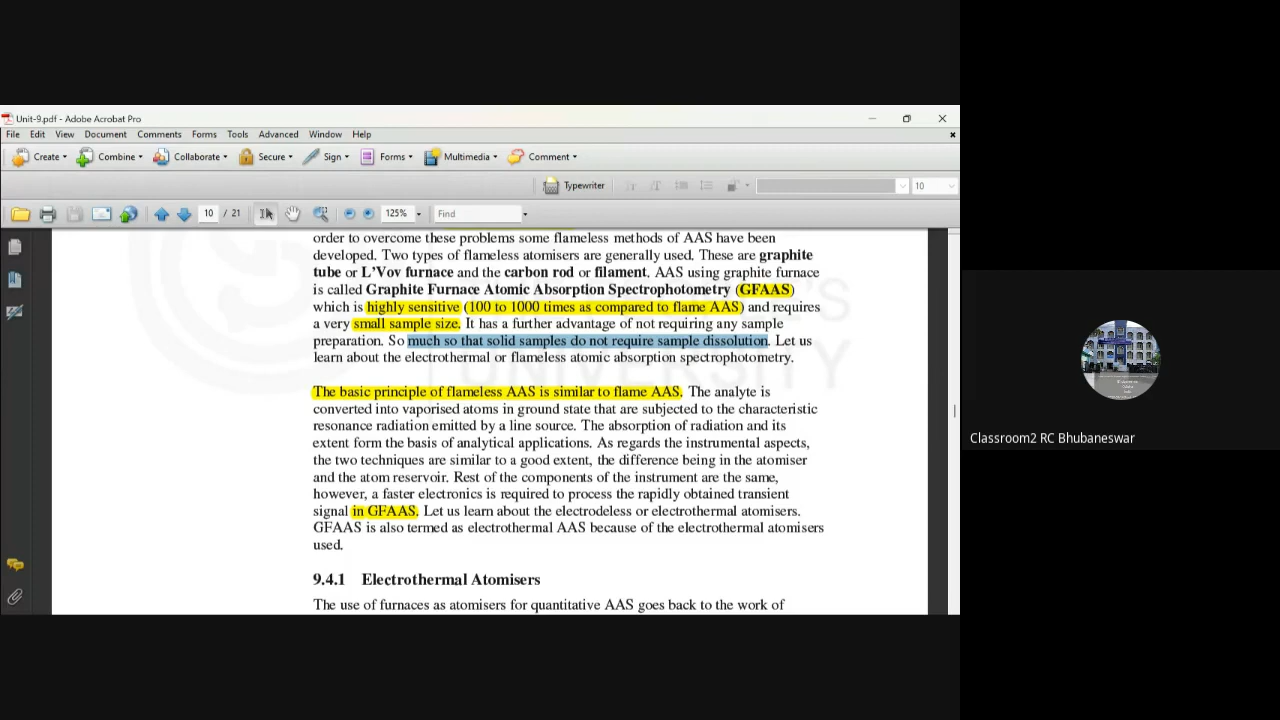 Unit-9.pdf - Adobe Acrobat Pro
File Edit View Document Comments Forms Tools Advanced Window Help
Create Combine Collaborate Secure Sign Forms Multimedia Comment
Typewriter 10
10 / 21 125% Find
order to overcome these problems some flameless methods of AAS have been
developed. Two types of flameless atomisers are generally used. These are graphite
tube or L'Vov furnace and the carbon rod or filament. AAS using graphite furnace
is called Graphite Furnace Atomic Absorption Spectrophotometry (GFAAS)
which is highly sensitive (100 to 1000 times as compared to flame AAS) and requires
a very small sample size. It has a further advantage of not requiring any sample
preparation. So much so that solid samples do not require sample dissolution. Let us
learn about the electrothermal or flameless atomic absorption spectrophotometry.
The basic principle of flameless AAS is similar to flame AAS. The analyte is
converted into vaporised atoms in ground state that are subjected to the characteristic
resonance radiation emitted by a line source. The absorption of radiation and its
extent form the basis of analytical applications. As regards the instrumental aspects,
the two techniques are similar to a good extent, the difference being in the atomiser
and the atom reservoir. Rest of the components of the instrument are the same,
however, a faster electronics is required to process the rapidly obtained transient
signal in GFAAS. Let us learn about the electrodeless or electrothermal atomisers.
GFAAS is also termed as electrothermal AAS because of the electrothermal atomisers
used.
9.4.1 Electrothermal Atomisers
The use of furnaces as atomisers for quantitative AAS goes back to the work of
UNIVERSITY
Classroom2 RC Bhubaneswar